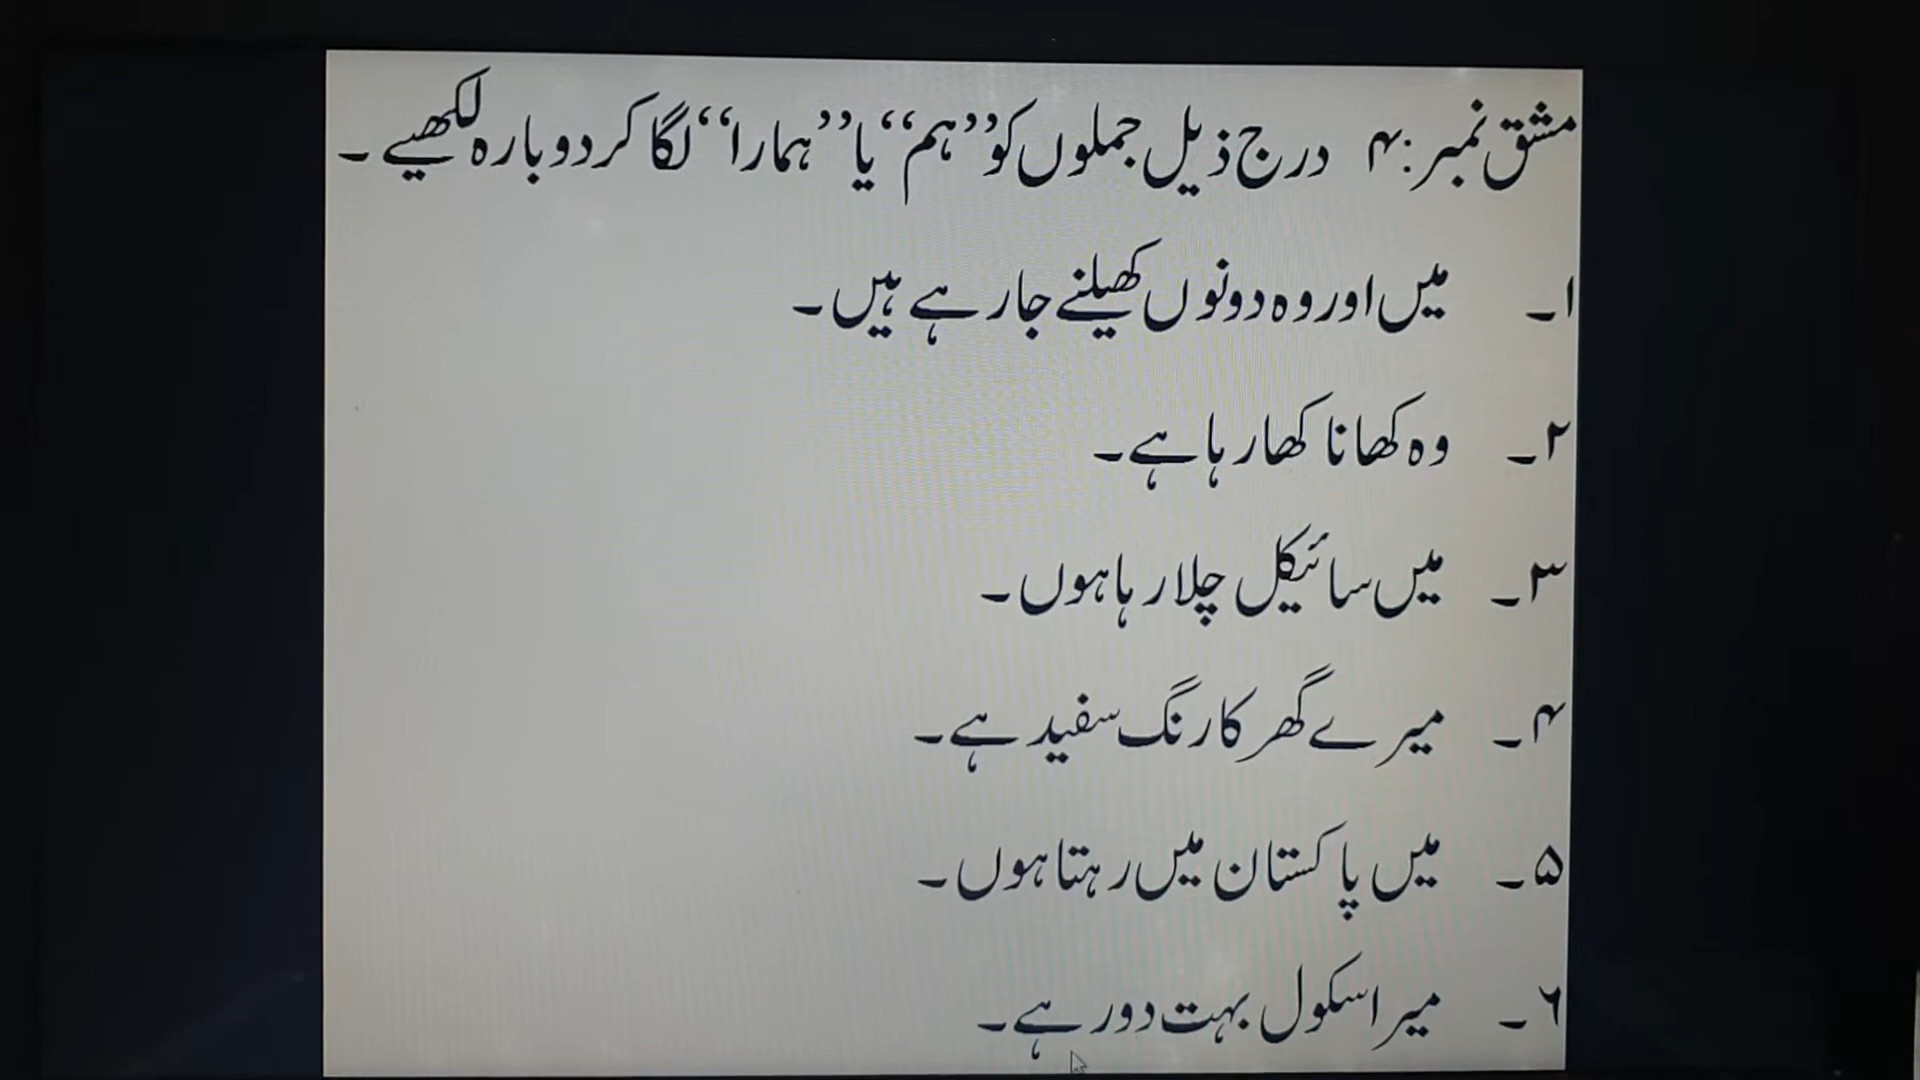 مشق نمبر:۴ درج ذیل جملوں کو ’’ہم‘‘ یا ’’ہمارا‘‘ لگا کر دوبارہ لکھیے۔
۱۔ میں اور وہ دونوں کھیلنے جا رہے ہیں۔
۲۔ وہ کھانا کھا رہا ہے۔
۳۔ میں سائیکل چلا رہا ہوں۔
۴۔ میرے گھر کا رنگ سفید ہے۔
۵۔ میں پاکستان میں رہتا ہوں۔
۶۔ میرا سکول بہت دور ہے۔